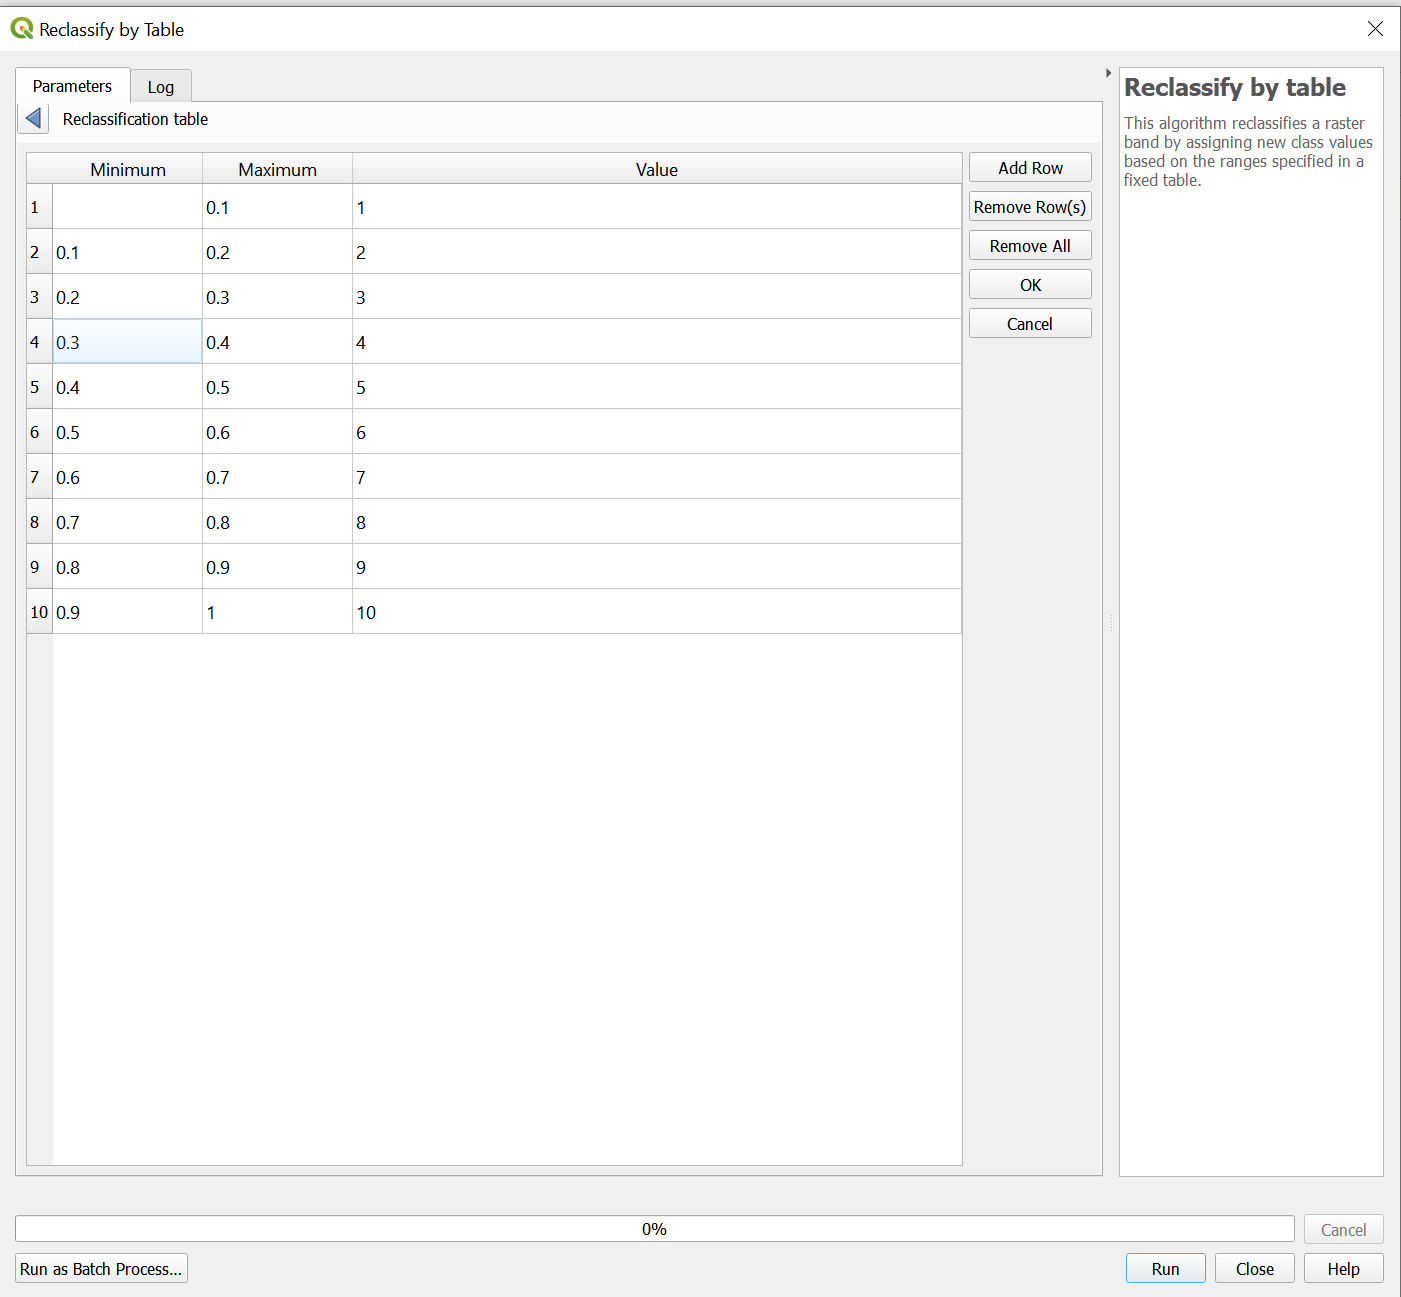 Reclassify by Table
Parameters
Log
Reclassification table
Minimum Maximum Value
1 0.1 1
2 0.1 0.2 2
3 0.2 0.3 3
4 0.3 0.4 4
5 0.4 0.5 5
6 0.5 0.6 6
7 0.6 0.7 7
8 0.7 0.8 8
9 0.8 0.9 9
10 0.9 1 10
Add Row
Remove Row(s)
Remove All
OK
Cancel
Reclassify by table
This algorithm reclassifies a raster
band by assigning new class values
based on the ranges specified in a
fixed table.
0%
Cancel
Run as Batch Process...
Run
Close
Help